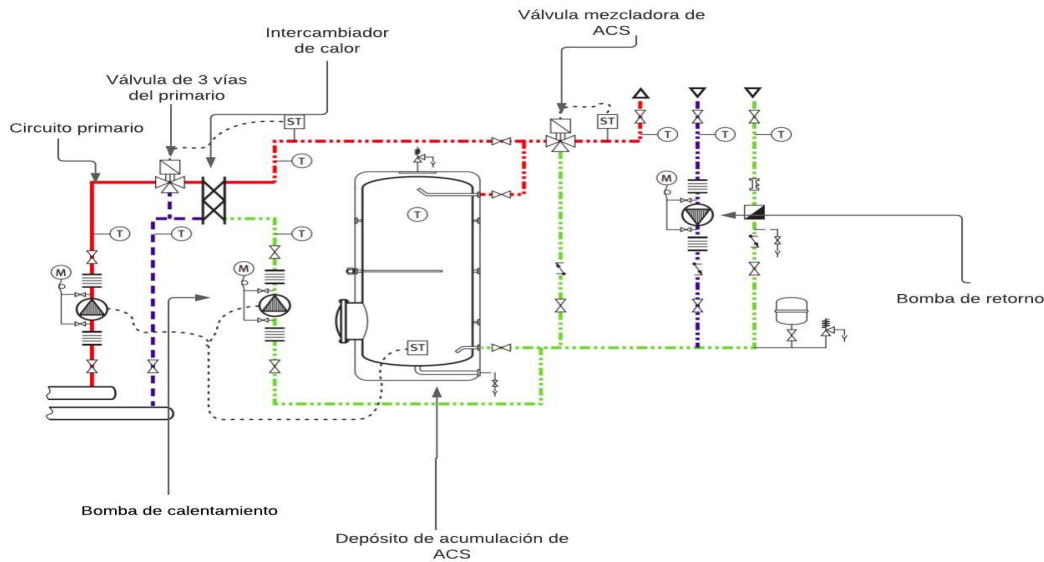 Válvula mezcladora de
ACS
Intercambiador
de calor
Válvula de 3 vías
del primario
Circuito primario
ST
ST
T
T
T
T
T
T
T
M
T
M
M
ST
Bomba de retorno
Bomba de calentamiento
Depósito de acumulación de
ACS